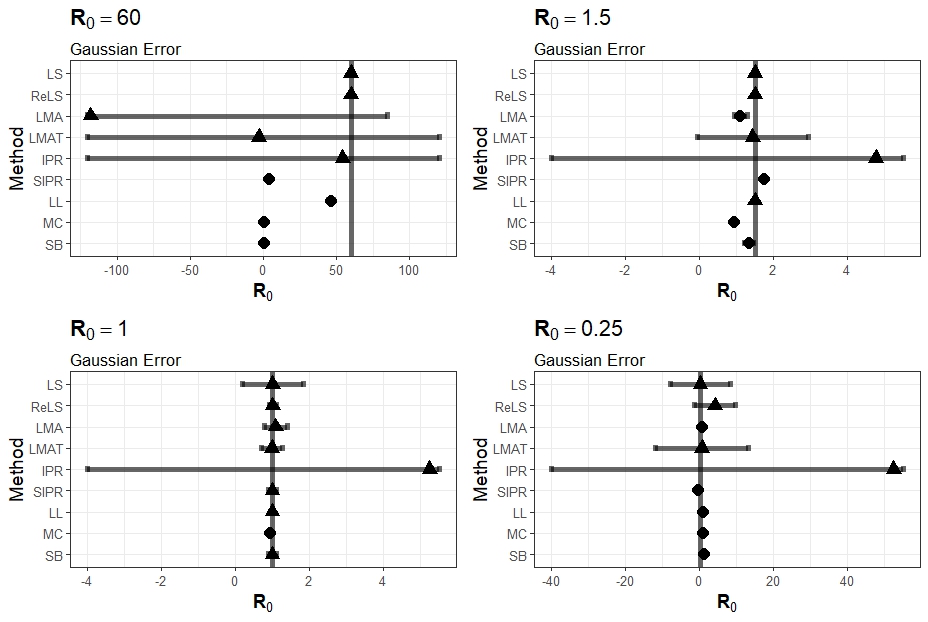 R₀ = 60
Gaussian Error
Method
LS
ReLS
LMA
LMAT
IPR
SIPR
LL
MC
SB
-100 -50 0 50 100
R₀
R₀ = 1.5
Gaussian Error
Method
LS
ReLS
LMA
LMAT
IPR
SIPR
LL
MC
SB
-4 -2 0 2 4
R₀
R₀ = 1
Gaussian Error
Method
LS
ReLS
LMA
LMAT
IPR
SIPR
LL
MC
SB
-4 -2 0 2 4
R₀
R₀ = 0.25
Gaussian Error
Method
LS
ReLS
LMA
LMAT
IPR
SIPR
LL
MC
SB
-40 -20 0 20 40
R₀